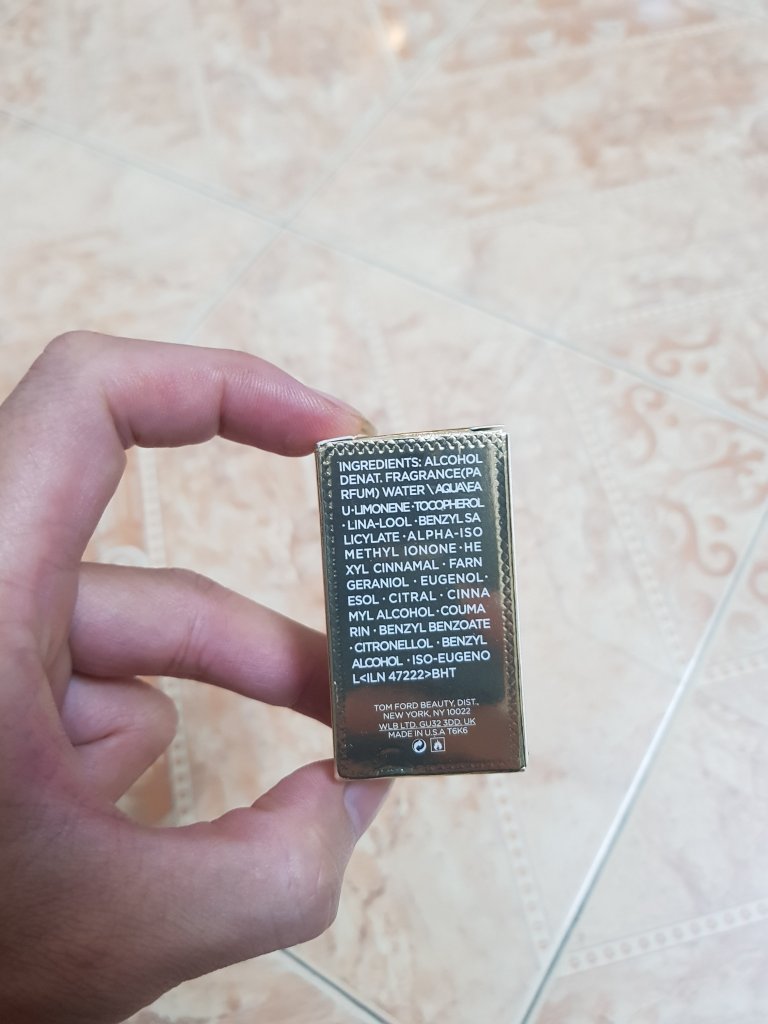 INGREDIENTS: ALCOHOL
DENAT. FRAGRANCE(PA
RFUM) WATER \ AQUA\EA
U·LIMONENE·TOCOPHEROL
·LINA-LOOL·BENZYL SA
LICYLATE·ALPHA-ISO
METHYL IONONE·HE
XYL CINNAMAL·FARN
GERANIOL·EUGENOL·
ESOL·CITRAL·CINNA
MYL ALCOHOL·COUMA
RIN·BENZYL BENZOATE
·CITRONELLOL·BENZYL
ALCOHOL·ISO-EUGENO
L<ILN 47222>BHT
TOM FORD BEAUTY, DIST.,
NEW YORK, NY 10022
WLB LTD. GU32 3DD. UK
MADE IN U.S.A T6K6